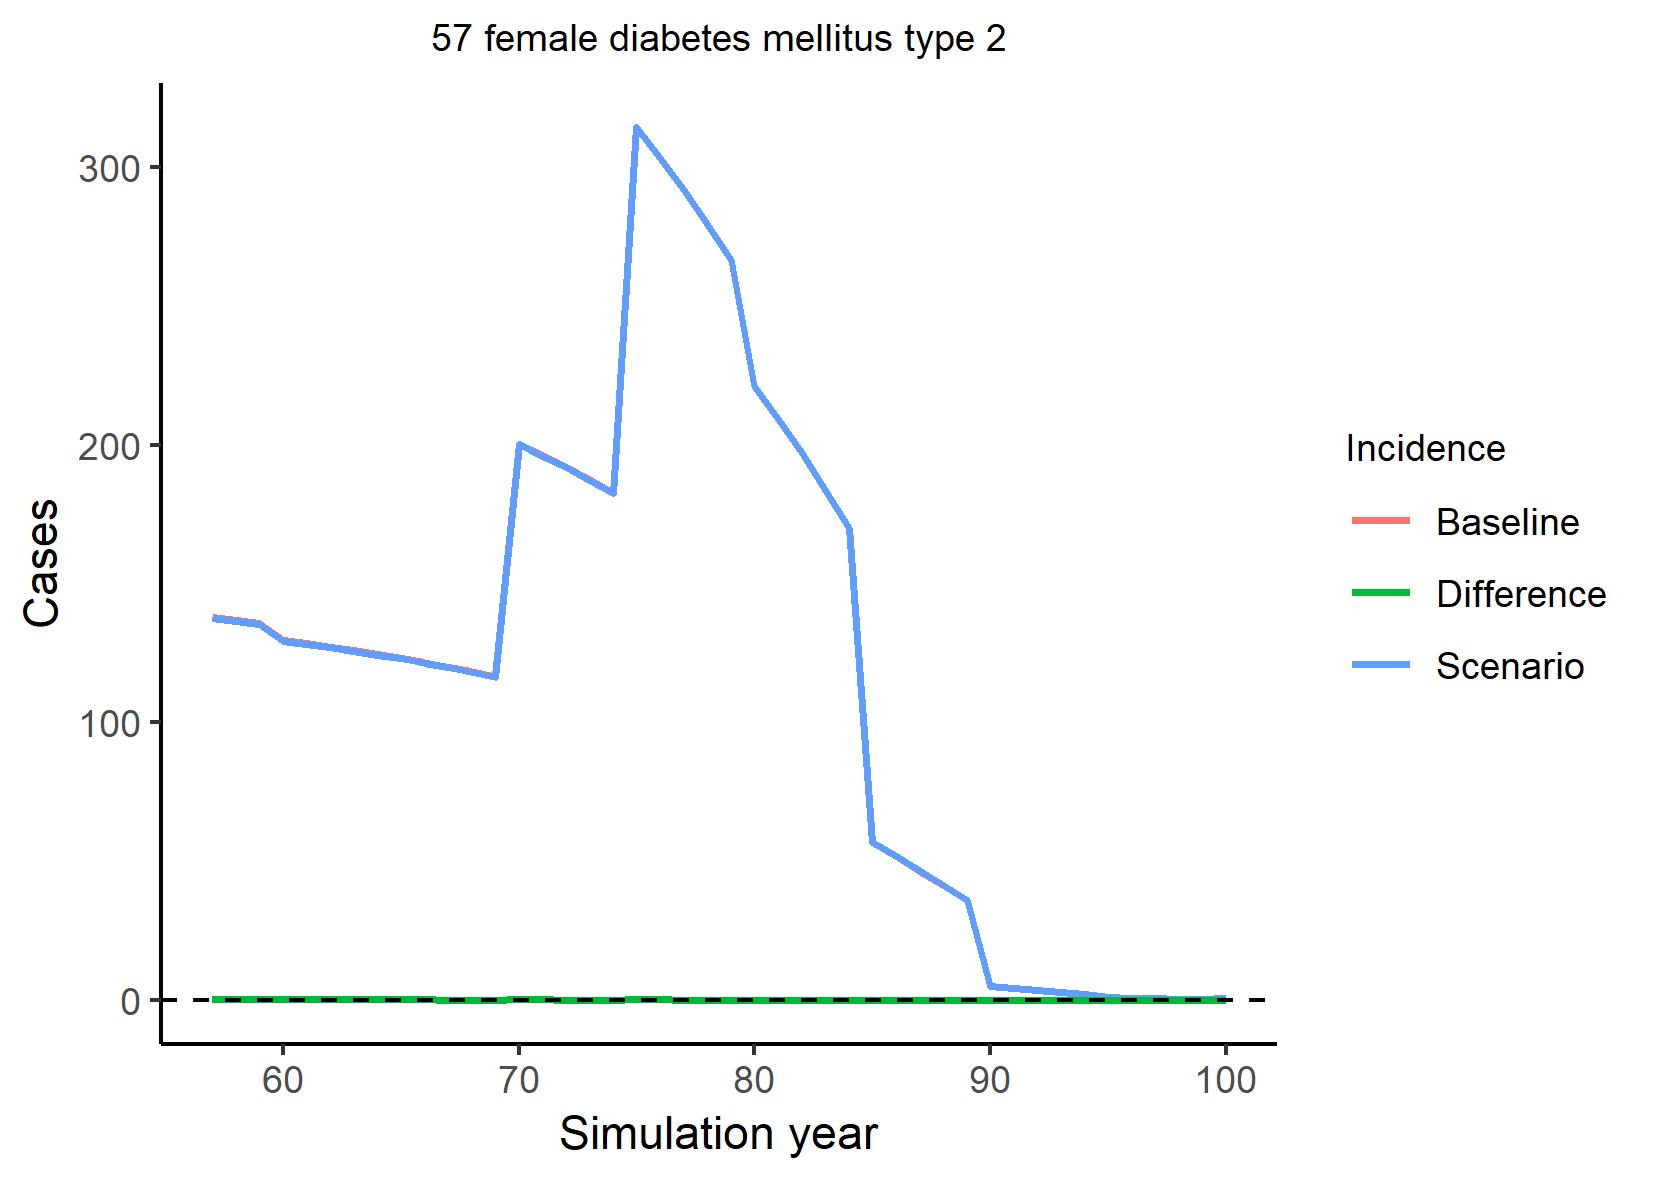 57 female diabetes mellitus type 2
300
200
100
0
Cases
60 70 80 90 100
Simulation year
Incidence
Baseline
Difference
Scenario